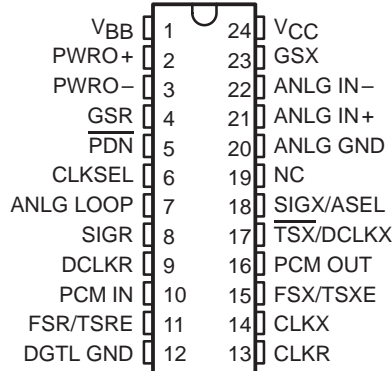 VBB 1 24 VCC
PWRO+ 2 23 GSX
PWRO– 3 22 ANLG IN–
GSR 4 21 ANLG IN+
PDN 5 20 ANLG GND
CLKSEL 6 19 NC
ANLG LOOP 7 18 SIGX/ASEL
SIGR 8 17 TSX/DCLKX
DCLKR 9 16 PCM OUT
PCM IN 10 15 FSX/TSXE
FSR/TSRE 11 14 CLKX
DGTL GND 12 13 CLKR